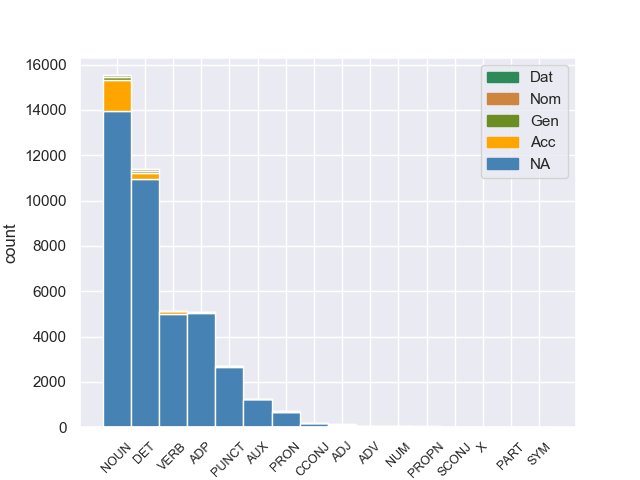 16000
14000
12000
10000
8000
6000
4000
2000
0
count
Dat
Nom
Gen
Acc
NA
NOUN
DET
VERB
ADP
PUNCT
AUX
PRON
CCONJ
ADJ
ADV
NUM
PROPN
SCONJ
X
PART
SYM